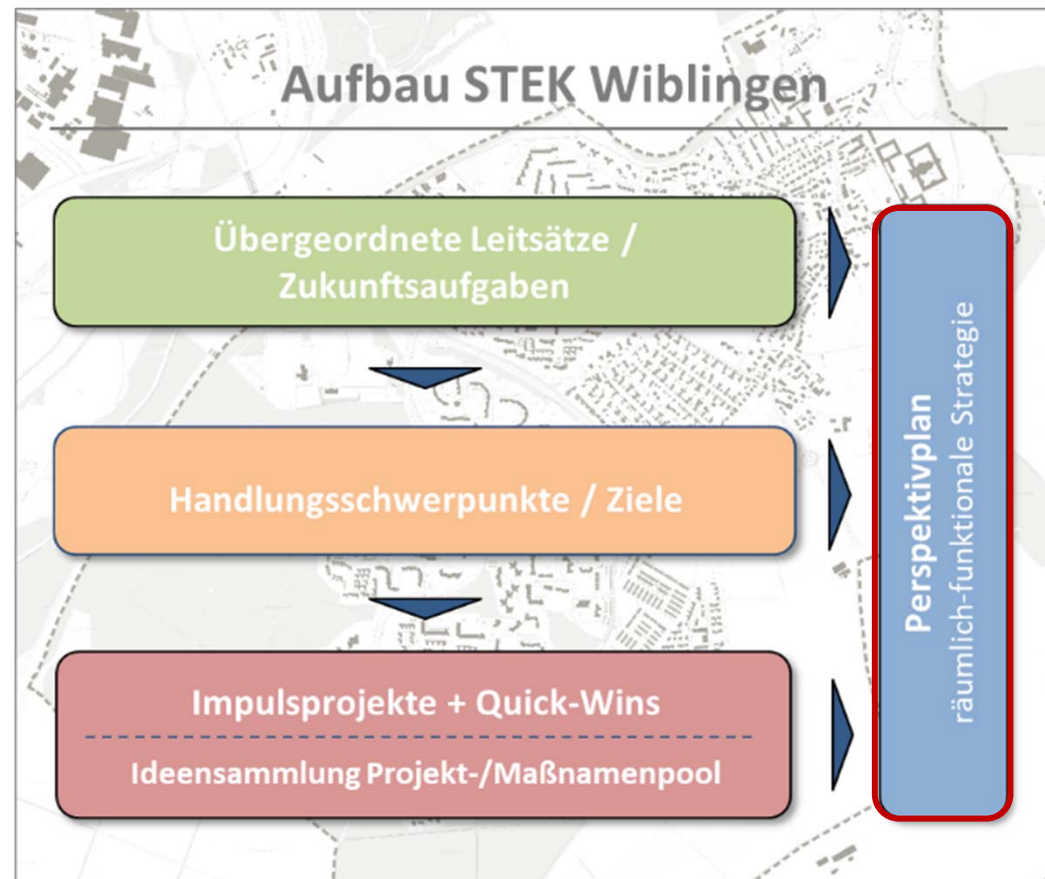 Aufbau STEK Wiblingen
Übergeordnete Leitsätze /
Zukunftsaufgaben
Handlungsschwerpunkte / Ziele
Impulsprojekte + Quick-Wins
Ideensammlung Projekt-/Maßnamenpool
Perspektivplan
räumlich-funktionale Strategie